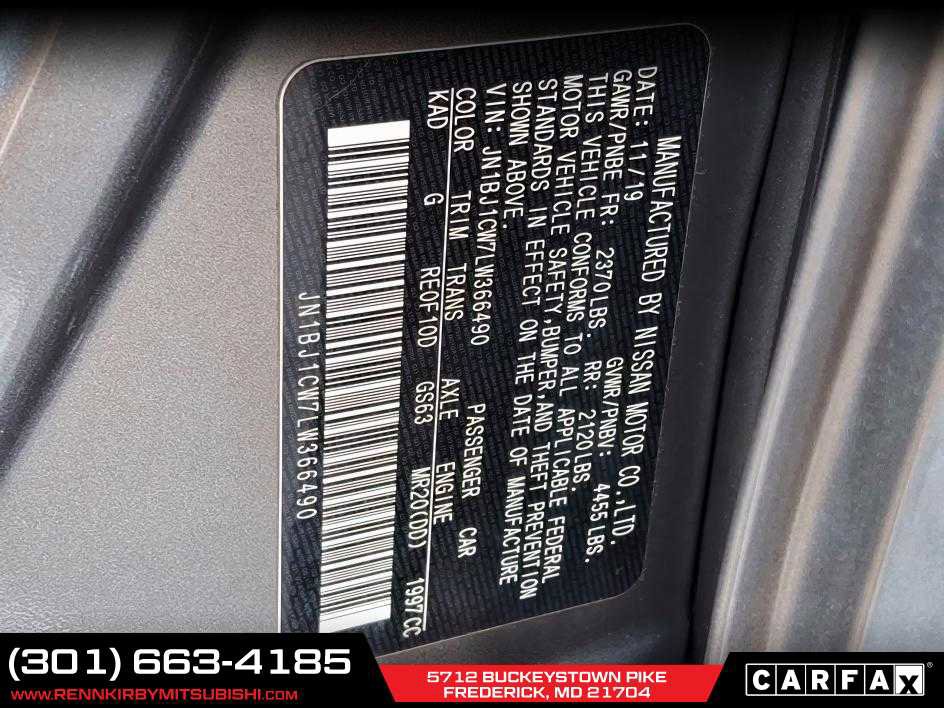 MANUFACTURED BY NISSAN MOTOR CO.,LTD.
DATE: 11/19 GVWR/PNBV: 4455LBS.
GAWR/PNBE FR: 2370LBS. RR: 2120LBS.
THIS VEHICLE CONFORMS TO ALL APPLICABLE FEDERAL
MOTOR VEHICLE SAFETY,BUMPER,AND THEFT PREVENTION
STANDARDS IN EFFECT ON THE DATE OF MANUFACTURE
SHOWN ABOVE.
VIN: JN1BJ1CW7LW366490 PASSENGER CAR
COLOR TRIM TRANS AXLE ENGINE
KAD G RE0F10D GS63 MR20(DD) 1997CC
JN1BJ1CW7LW366490
(301) 663-4185
WWW.RENNKIRBYMITSUBISHI.COM
5712 BUCKEYSTOWN PIKE
FREDERICK, MD 21704
CARFAX